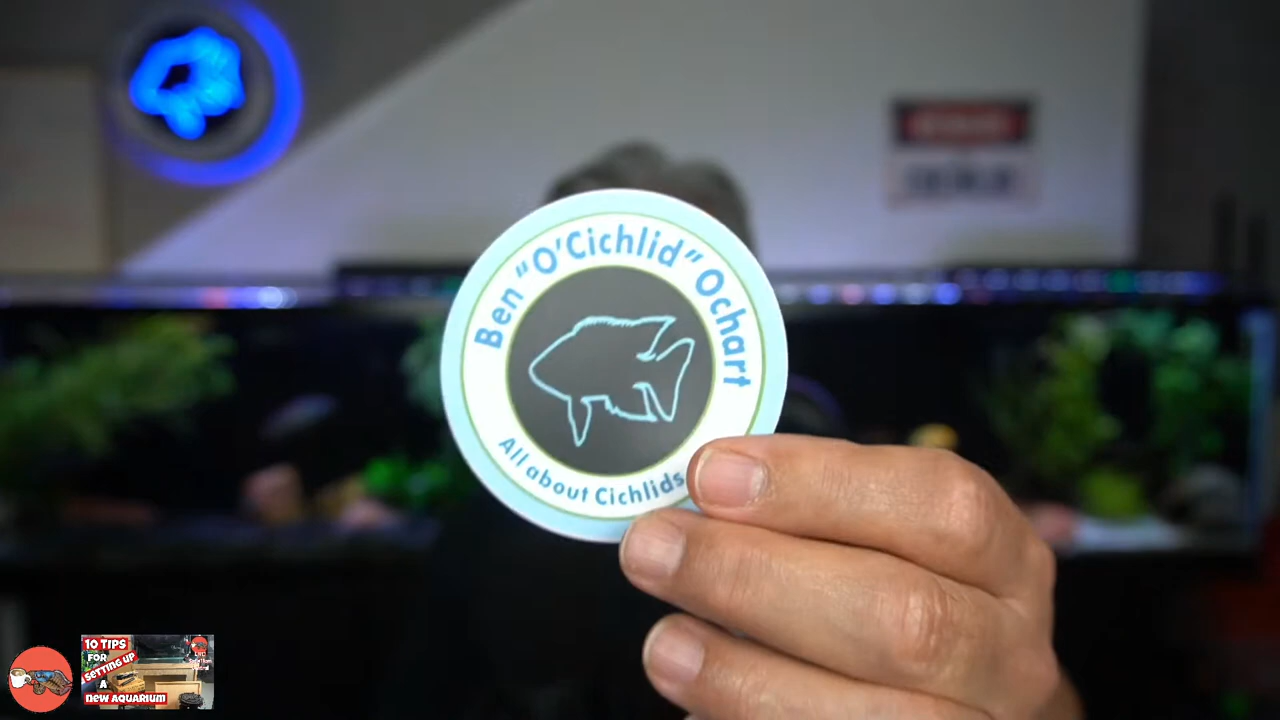 Ben "O'Cichlid" Ochart
All about Cichlids
10 TIPS
FOR
SETTING UP
A
NEW AQUARIUM